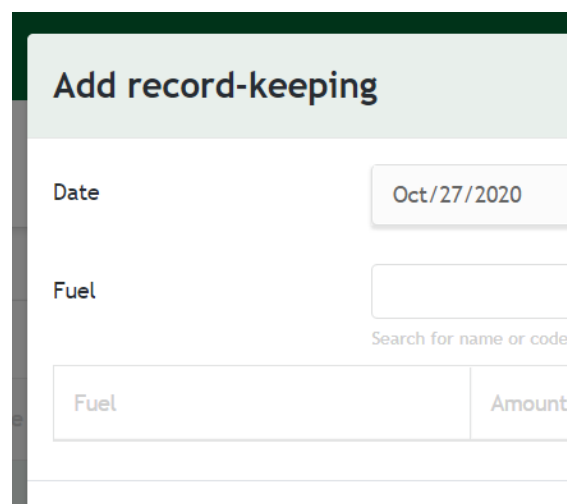 Add record-keeping
Date
Oct/27/2020
Fuel
Search for name or code
Fuel
Amount
e